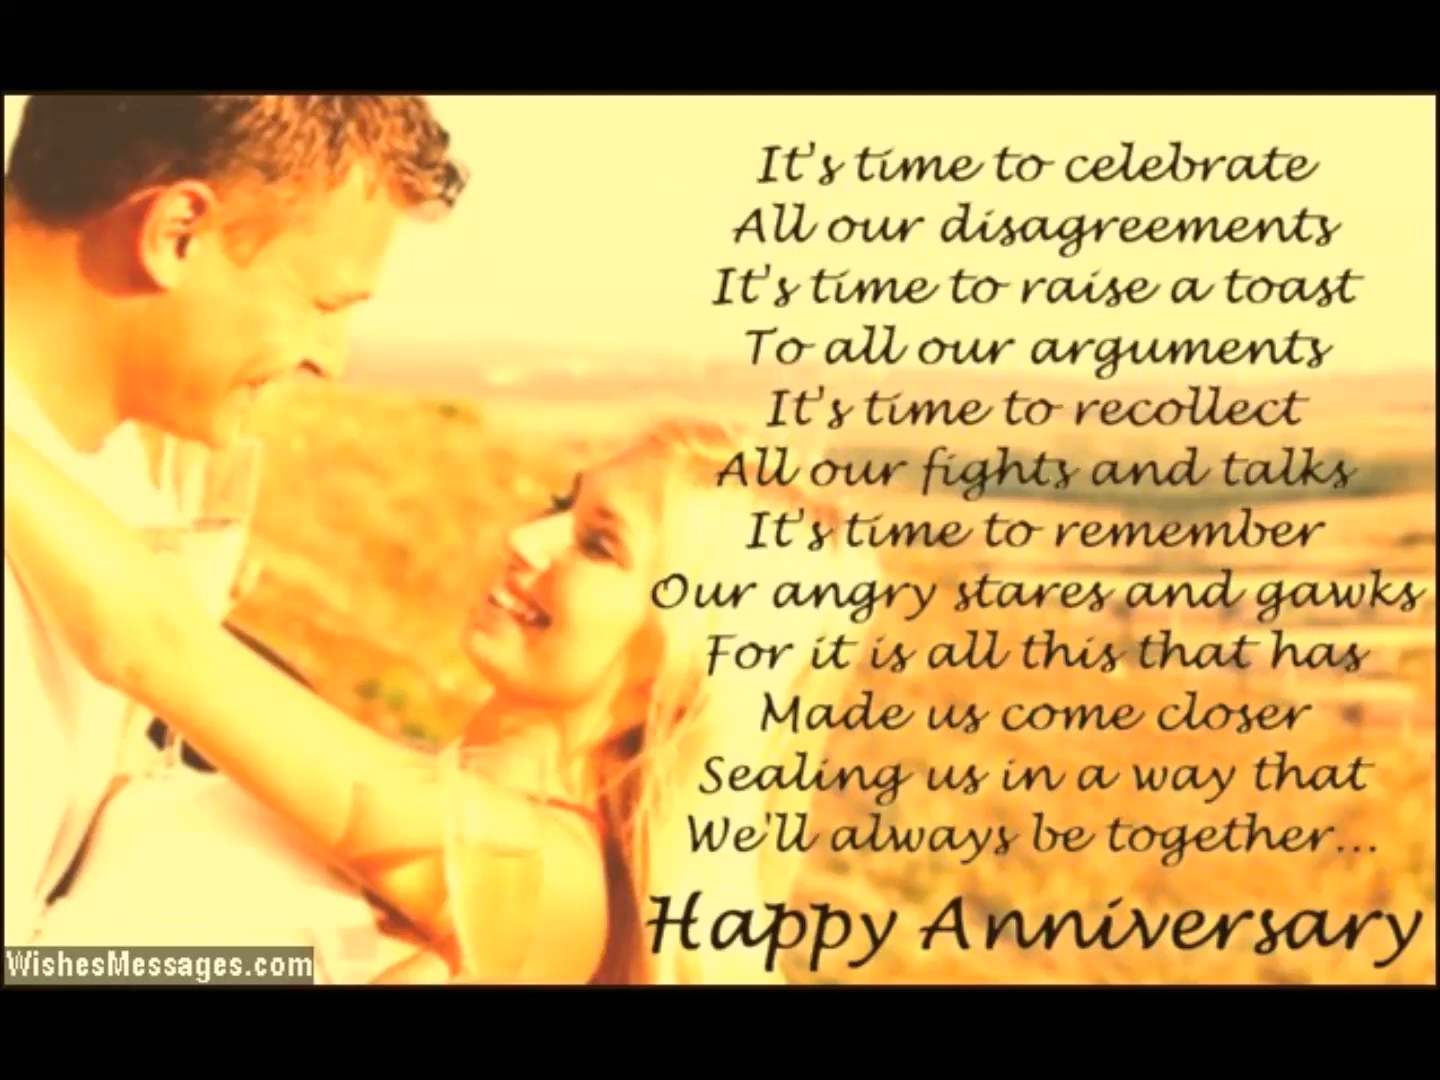 It's time to celebrate
All our disagreements
It's time to raise a toast
To all our arguments
It's time to recollect
All our fights and talks
It's time to remember
Our angry stares and gawks
For it is all this that has
Made us come closer
Sealing us in a way that
We'll always be together...
Happy Anniversary
WishesMessages.com